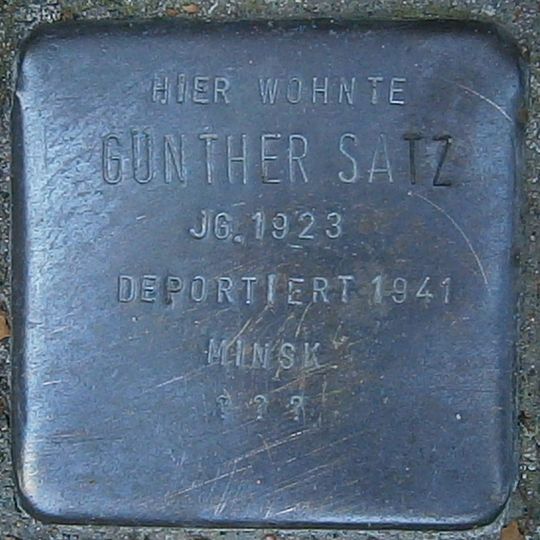 HIER WOHNTE
GÜNTHER SATZ
JG. 1923
DEPORTIERT 1941
MINSK
? ? ?